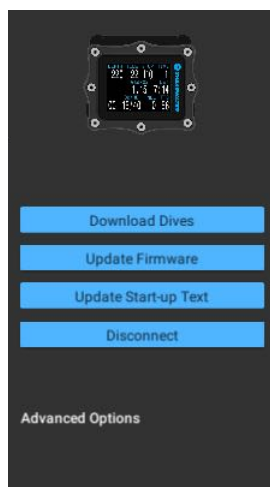 Download Dives
Update Firmware
Update Start-up Text
Disconnect
Advanced Options